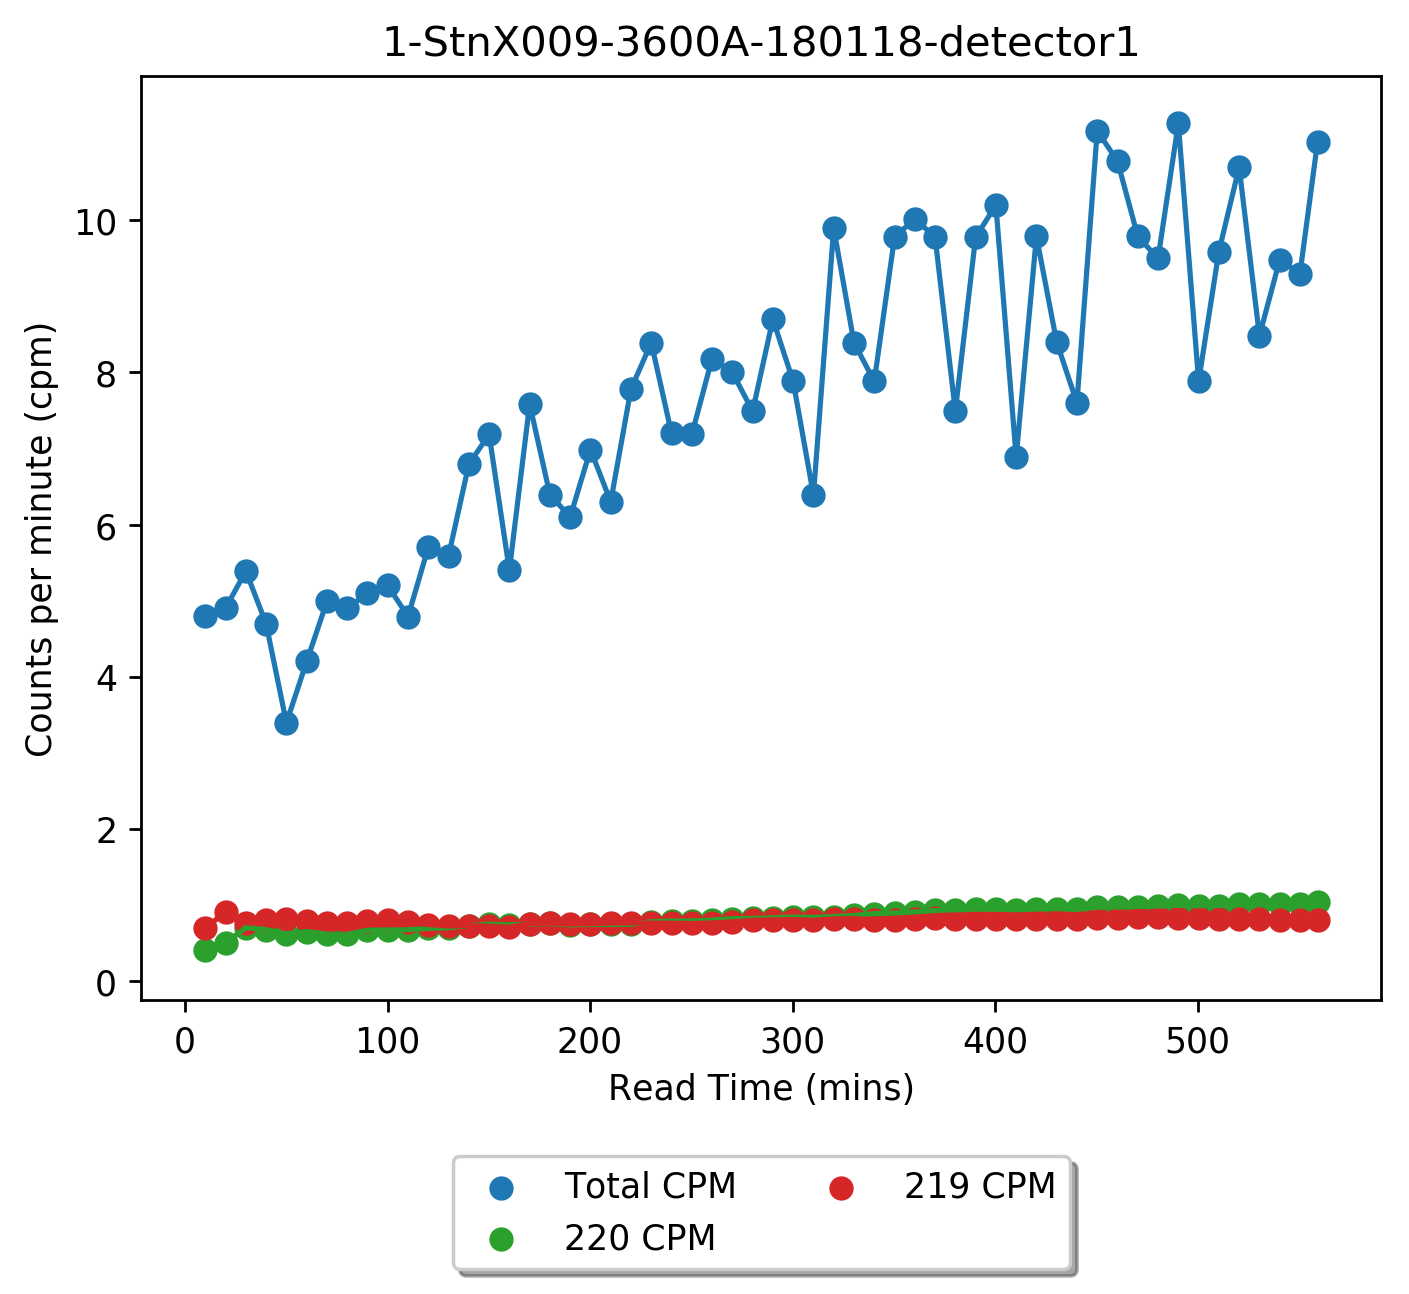 1-StnX009-3600A-180118-detector1
Counts per minute (cpm)
10
8
6
4
2
0
0 100 200 300 400 500
Read Time (mins)
Total CPM 219 CPM
220 CPM